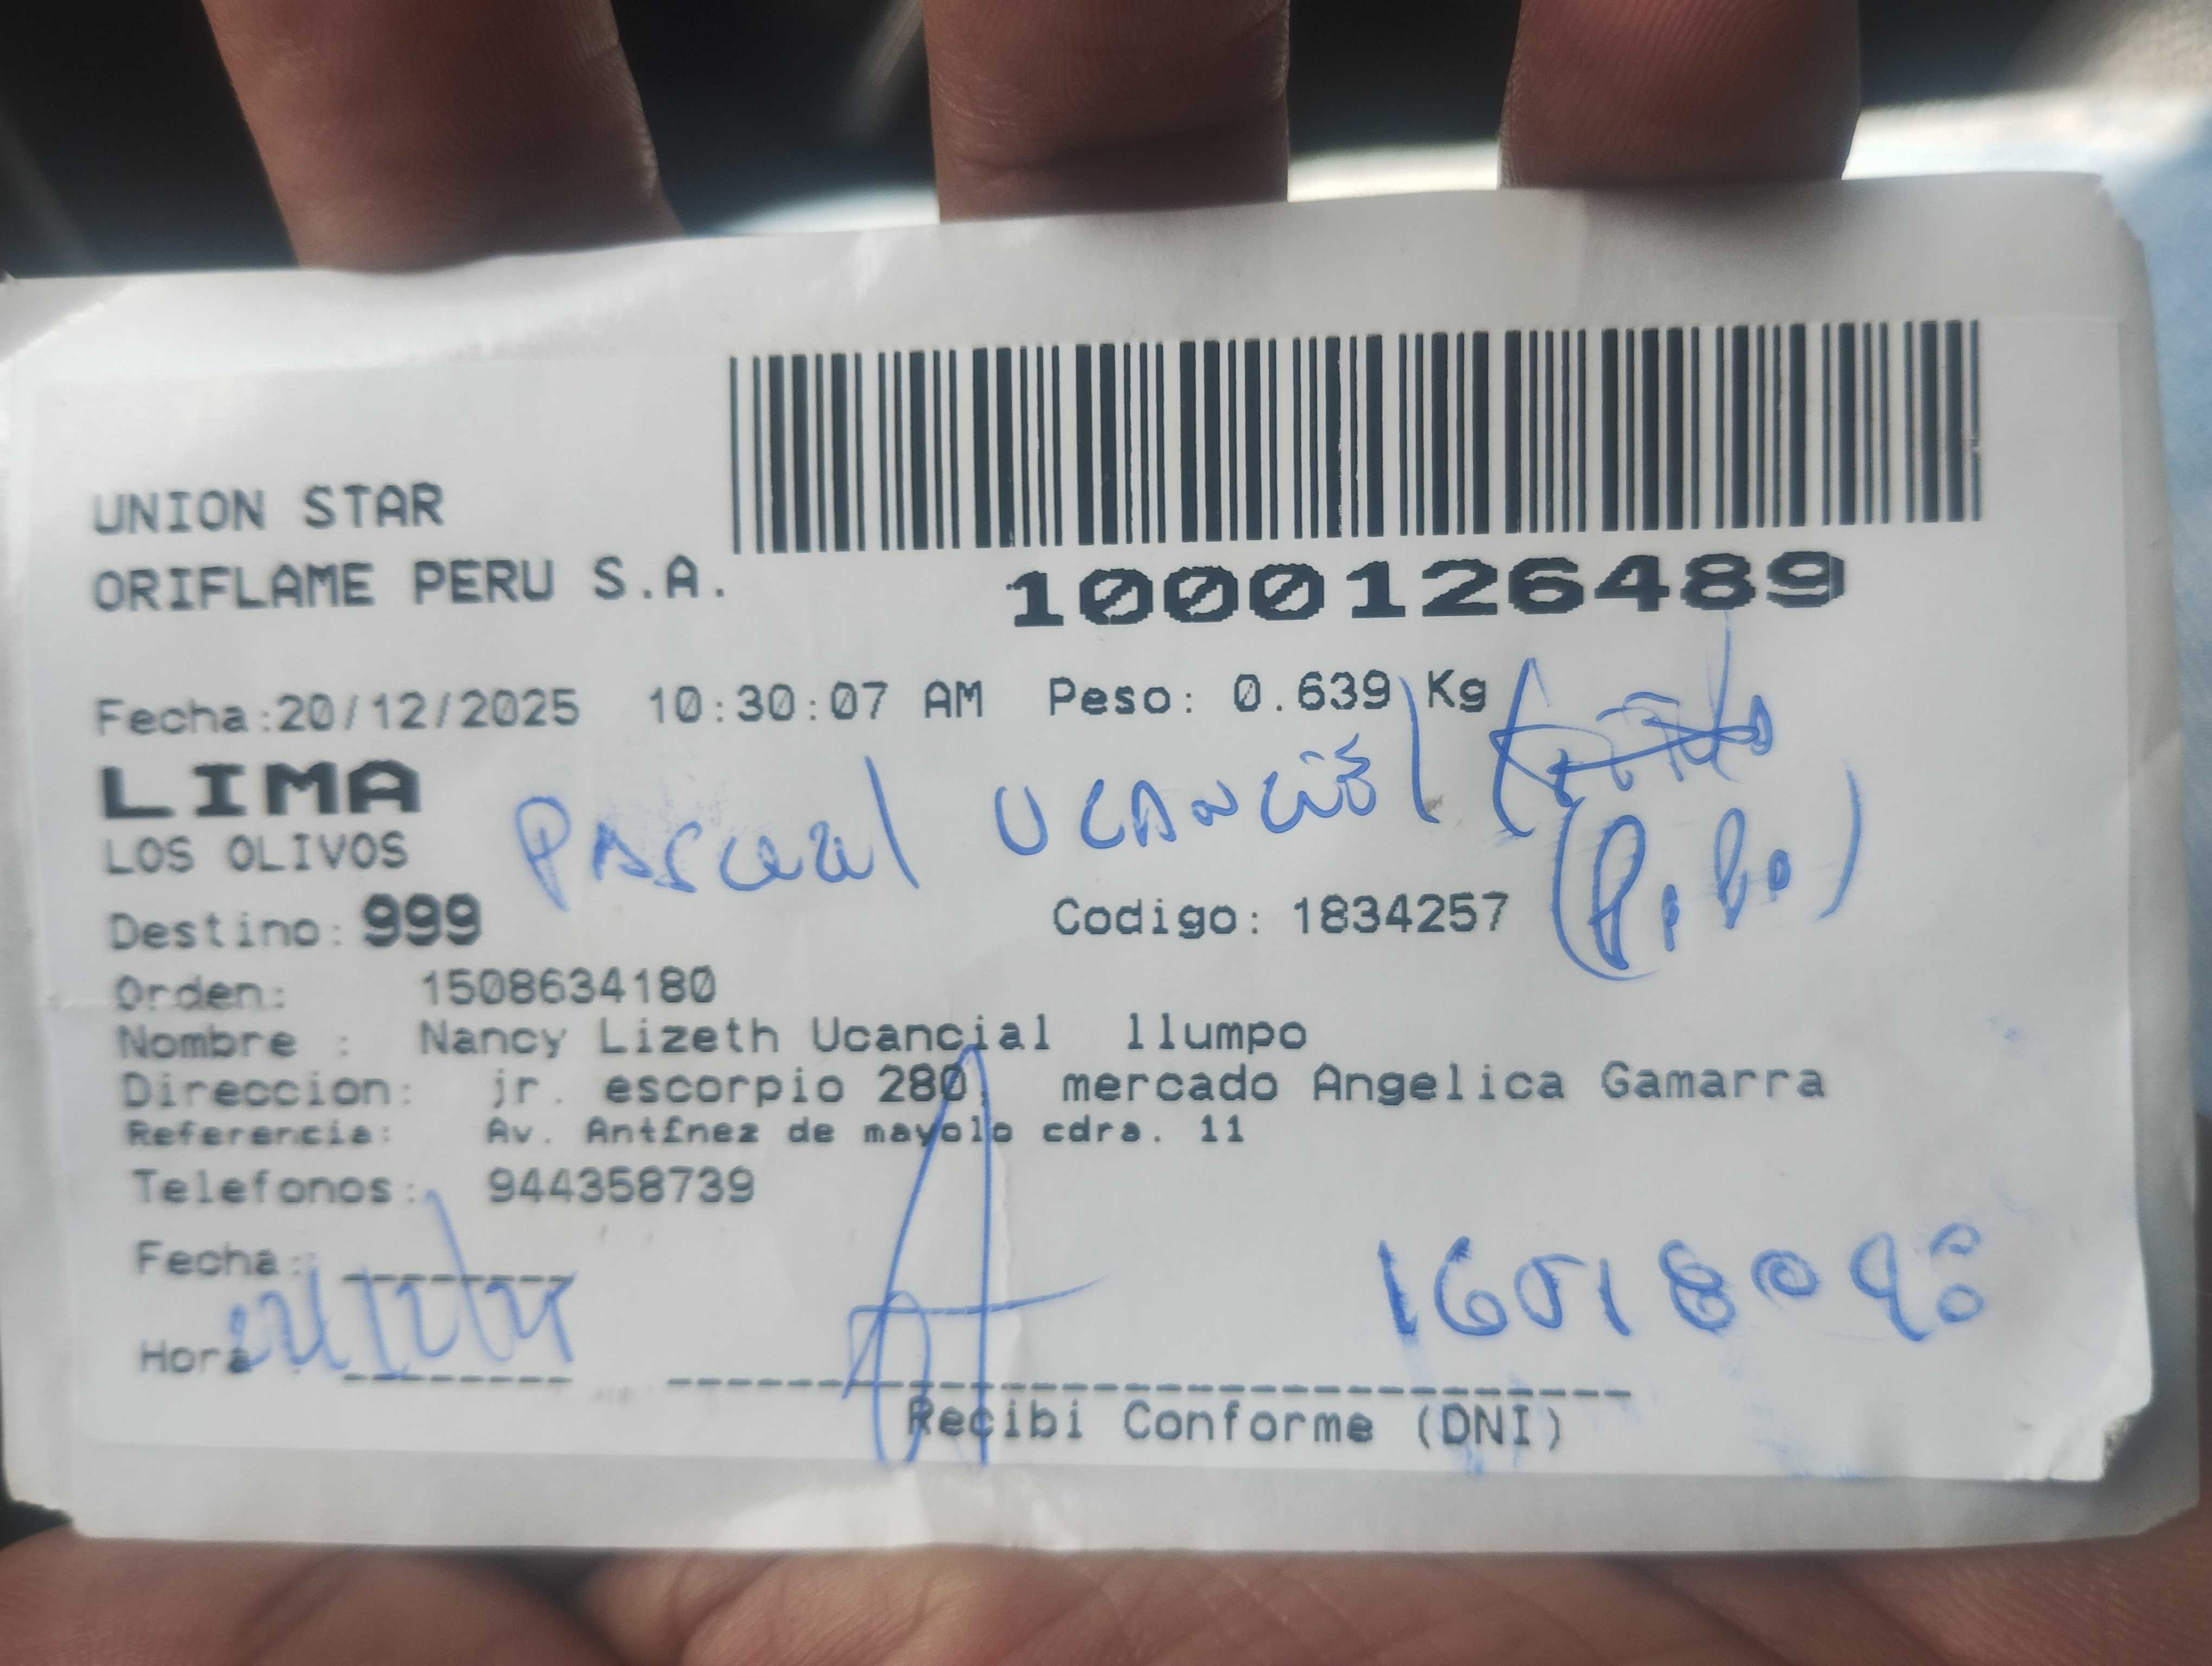 UNION STAR
ORIFLAME PERU S.A.
1000126489
Fecha:20/12/2025 10:30:07 AM Peso: 0.639 Kg
LIMA
LOS OLIVOS
PASCUAL
Destino: 999 Codigo: 1834257
Orden: 1508634180
Nombre : Nancy Lizeth Ucancial llumpo
Direccion: jr. escorpio 280, mercado Angelica Gamarra
Referencia: Av. Ant£nez de mayolo cdra. 11
Telefonos: 944358739
Fecha:
Hora
Recibi Conforme (DNI)